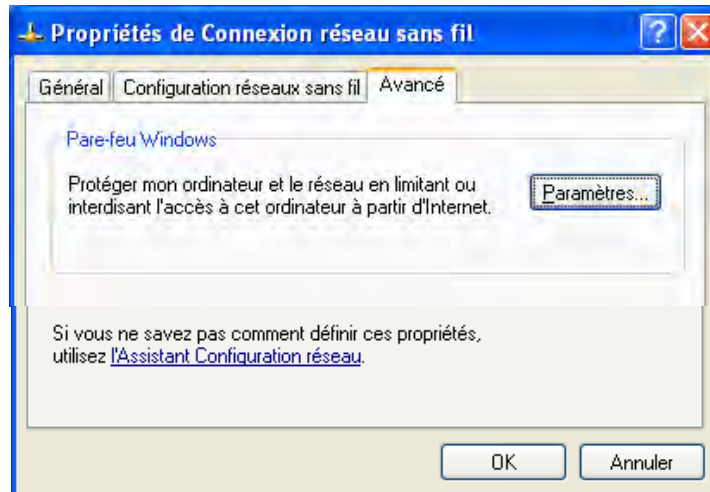 Propriétés de Connexion réseau sans fil
Général
Configuration réseaux sans fil
Avancé
Pare-feu Windows
Protéger mon ordinateur et le réseau en limitant ou
interdisant l'accès à cet ordinateur à partir d'Internet.
Paramètres...
Si vous ne savez pas comment définir ces propriétés,
utilisez l'Assistant Configuration réseau.
OK
Annuler